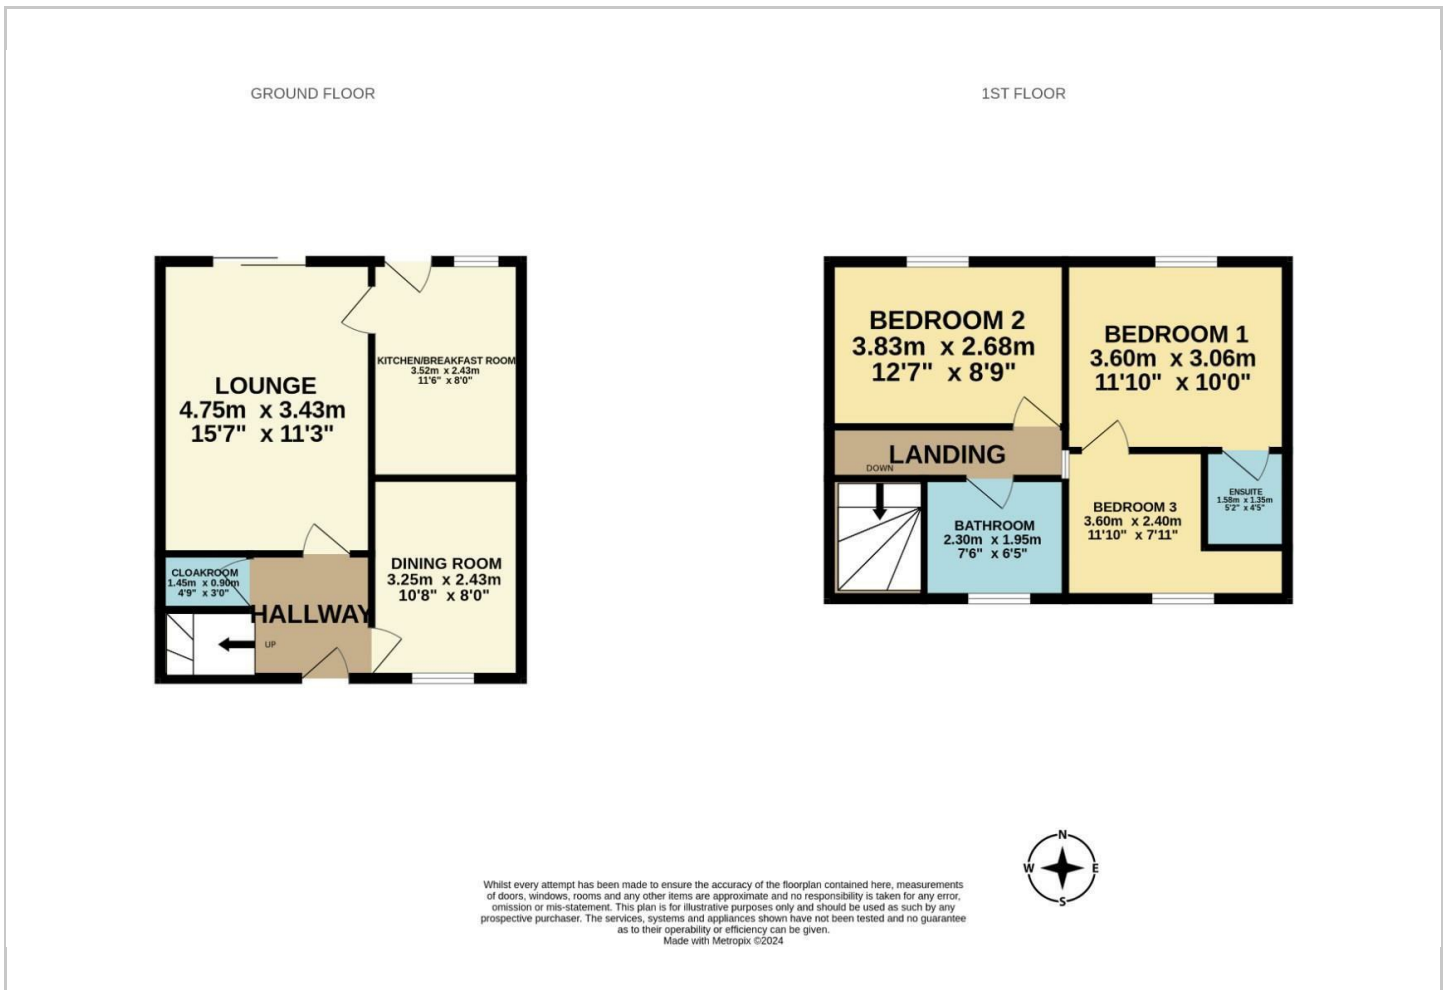 GROUND FLOOR
1ST FLOOR
LOUNGE
4.75m x 3.43m
15'7" x 11'3"
KITCHEN/BREAKFAST ROOM
3.52m x 2.43m
11'6" x 8'0"
CLOAKROOM
1.45m x 0.90m
4'9" x 3'0"
HALLWAY
UP
DINING ROOM
3.25m x 2.43m
10'8" x 8'0"
BEDROOM 2
3.83m x 2.68m
12'7" x 8'9"
BEDROOM 1
3.60m x 3.06m
11'10" x 10'0"
LANDING
DOWN
BATHROOM
2.30m x 1.95m
7'6" x 6'5"
BEDROOM 3
3.60m x 2.40m
11'10" x 7'11"
ENSUITE
1.58m x 1.35m
5'2" x 4'5"
N
W E
S
Whilst every attempt has been made to ensure the accuracy of the floorplan contained here, measurements
of doors, windows, rooms and any other items are approximate and no responsibility is taken for any error,
omission or mis-statement. This plan is for illustrative purposes only and should be used as such by any
prospective purchaser. The services, systems and appliances shown have not been tested and no guarantee
as to their operability or efficiency can be given.
Made with Metropix ©2024